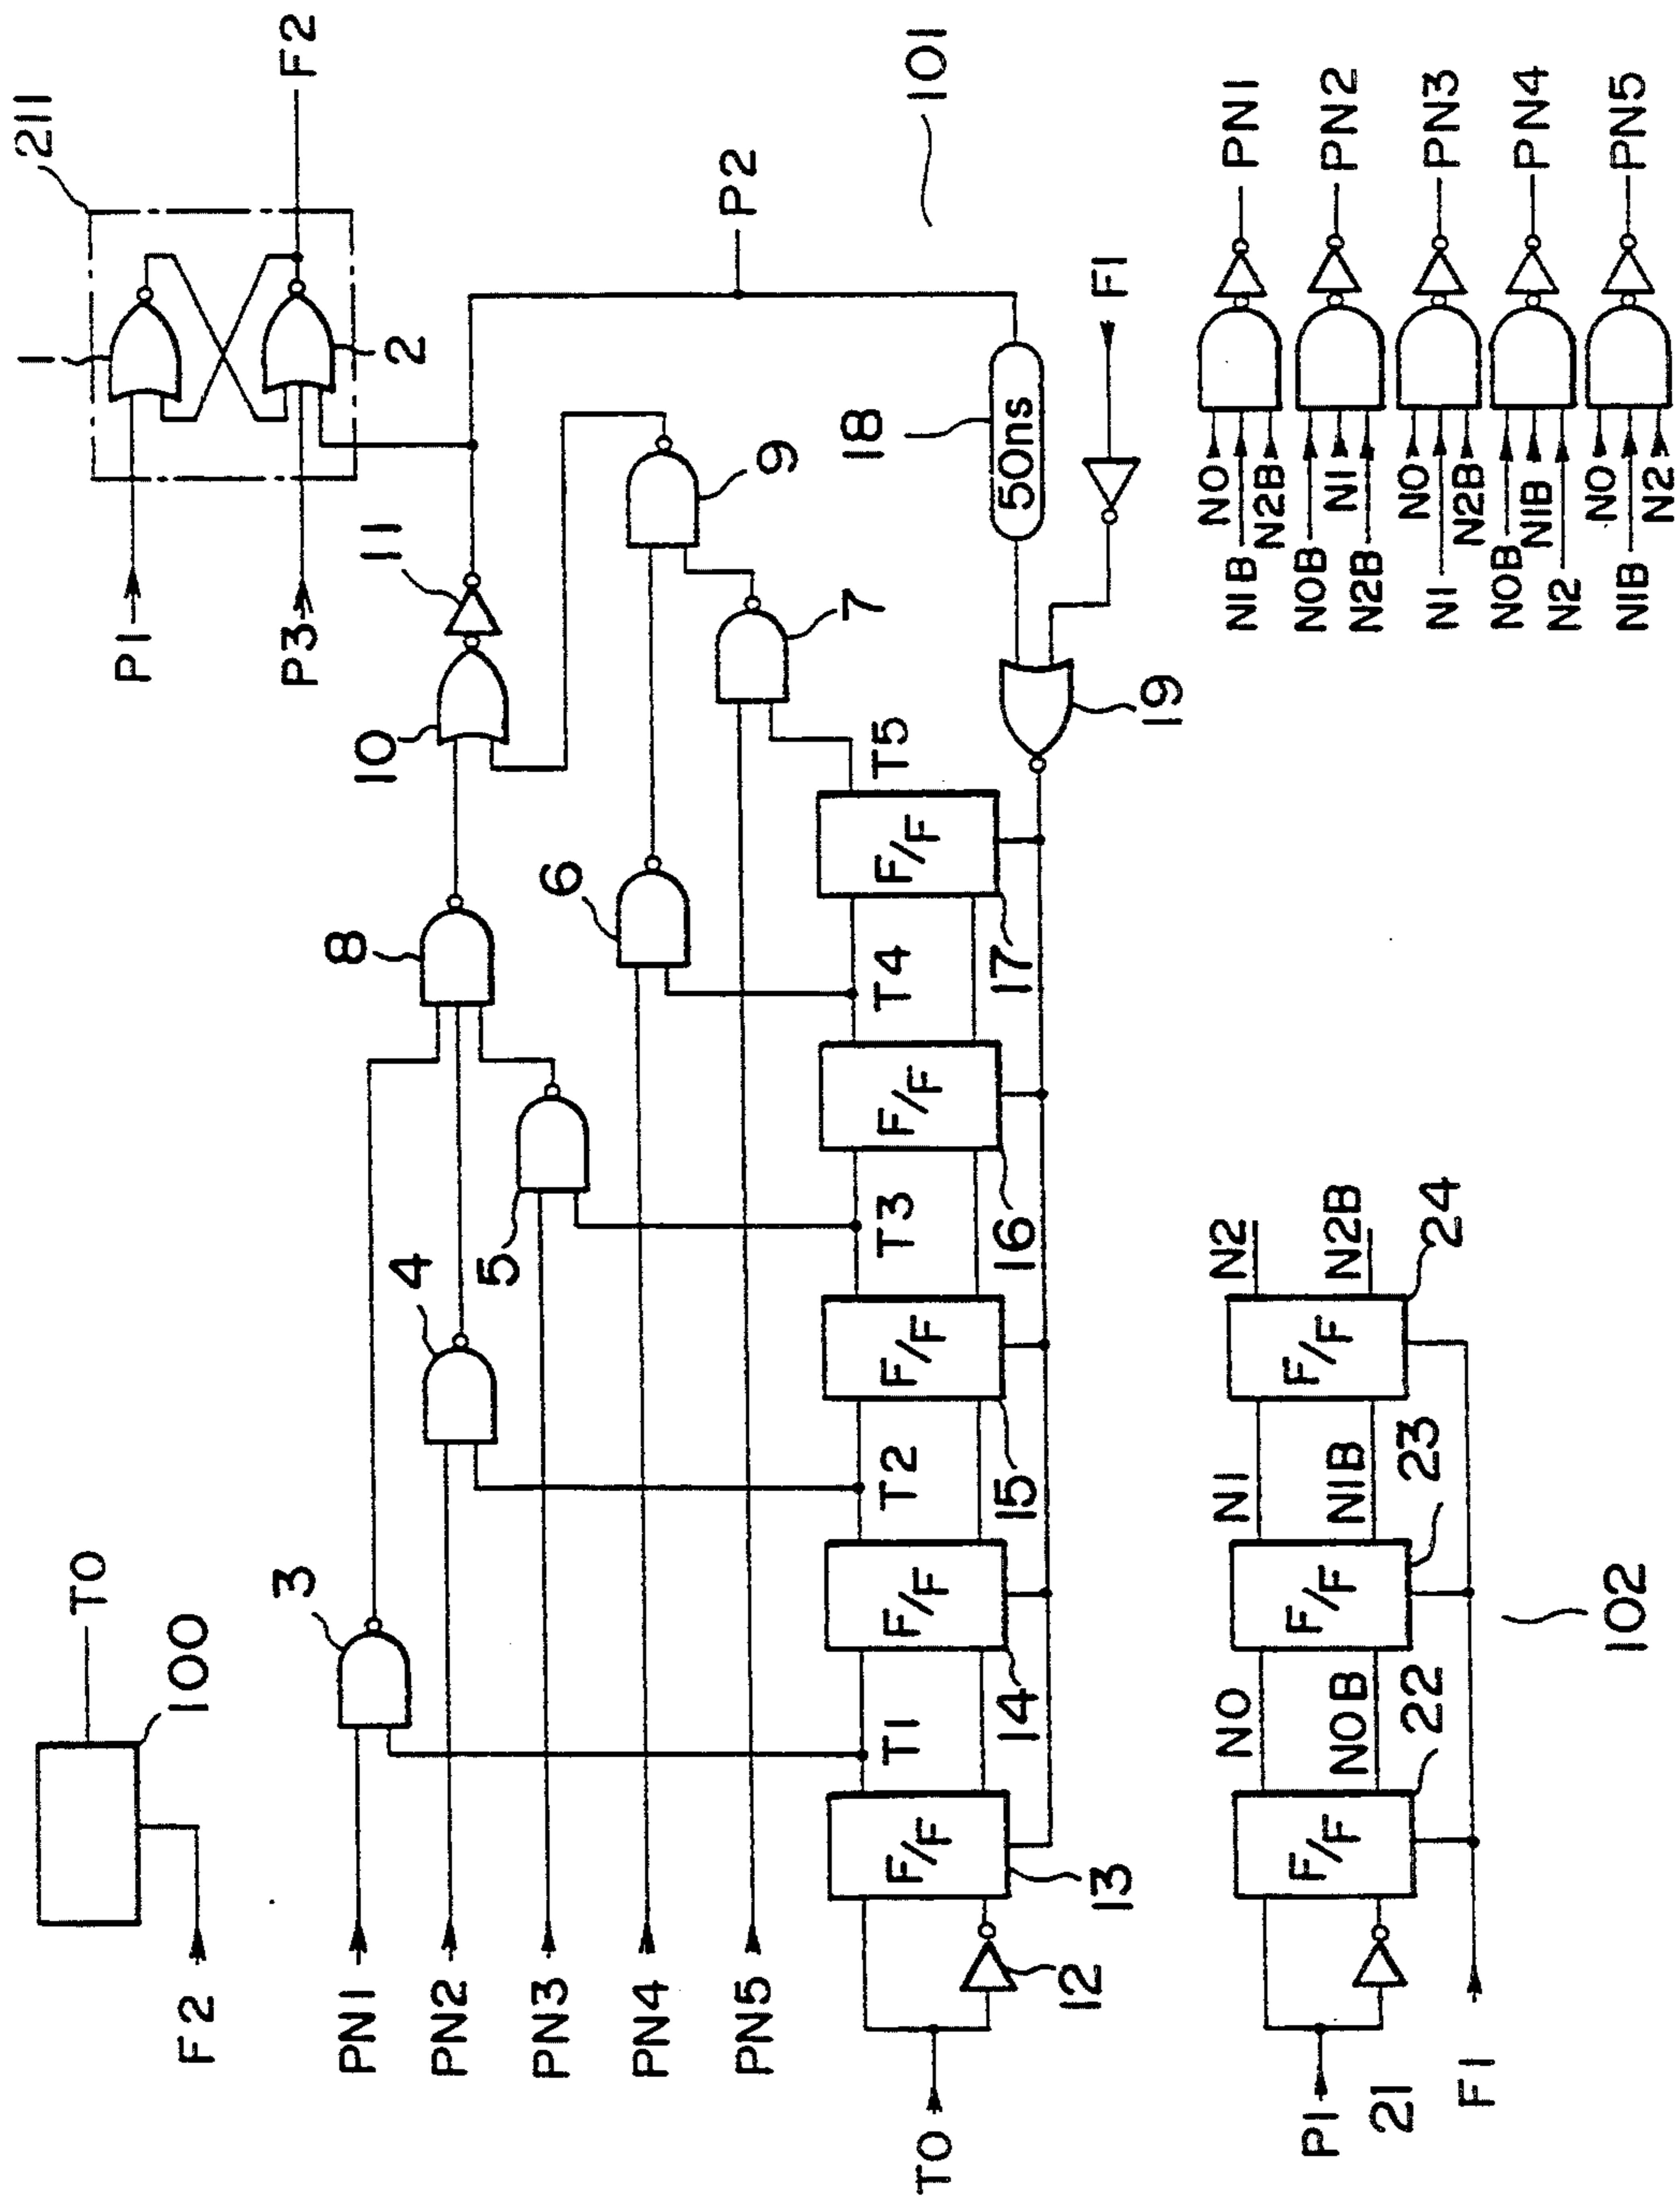 211
1
T0
P1
100
F2
P3
F2
3
PN1
10
11
2
8
4
PN2
5
PN3
6
9
PN4
P2
7
PN5
18
T1
T2
T3
T4
T5
F/F
F/F
F/F
F/F
F/F
50ns
101
T0
14
15
16
17
12
13
19
F1
N0
N1
N2
N0
N1B
N2B
PN1
P1
F/F
F/F
F/F
N0B
N1
N2B
PN2
N0B
N1B
N2B
21
22
23
24
N0
N1
N2B
PN3
F1
N0B
N1B
N2
PN4
102
N0
N1B
N2
PN5